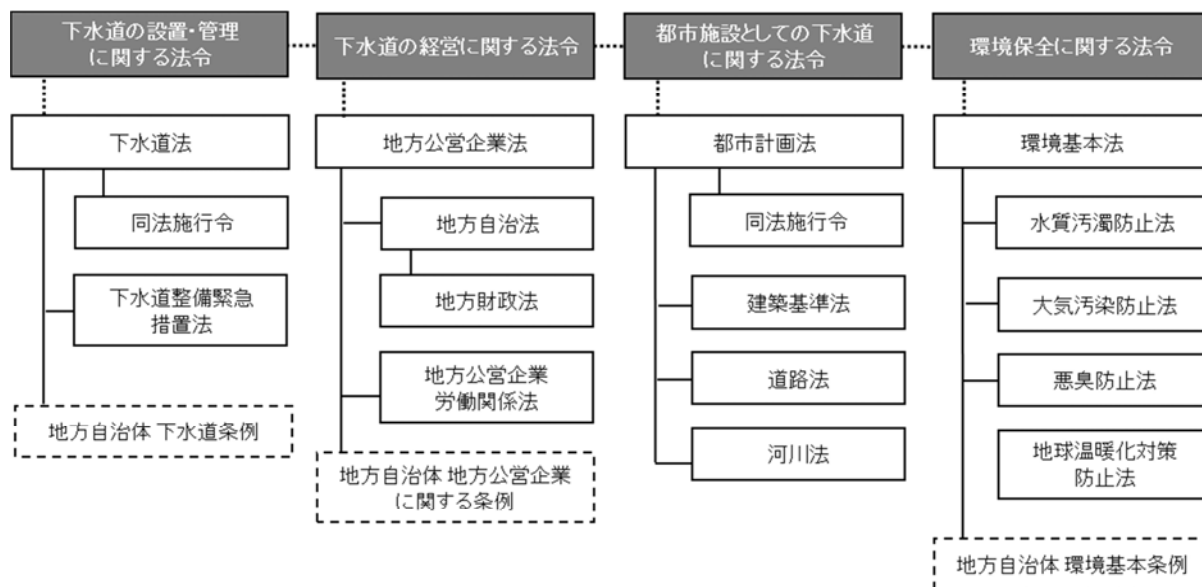 下水道の設置・管理
に関する法令
下水道の経営に関する法令
都市施設としての下水道
に関する法令
環境保全に関する法令
下水道法
同法施行令
下水道整備緊急
措置法
地方自治体 下水道条例
地方公営企業法
地方自治法
地方財政法
地方公営企業
労働関係法
地方自治体 地方公営企業
に関する条例
都市計画法
同法施行令
建築基準法
道路法
河川法
環境基本法
水質汚濁防止法
大気汚染防止法
悪臭防止法
地球温暖化対策
防止法
地方自治体 環境基本条例